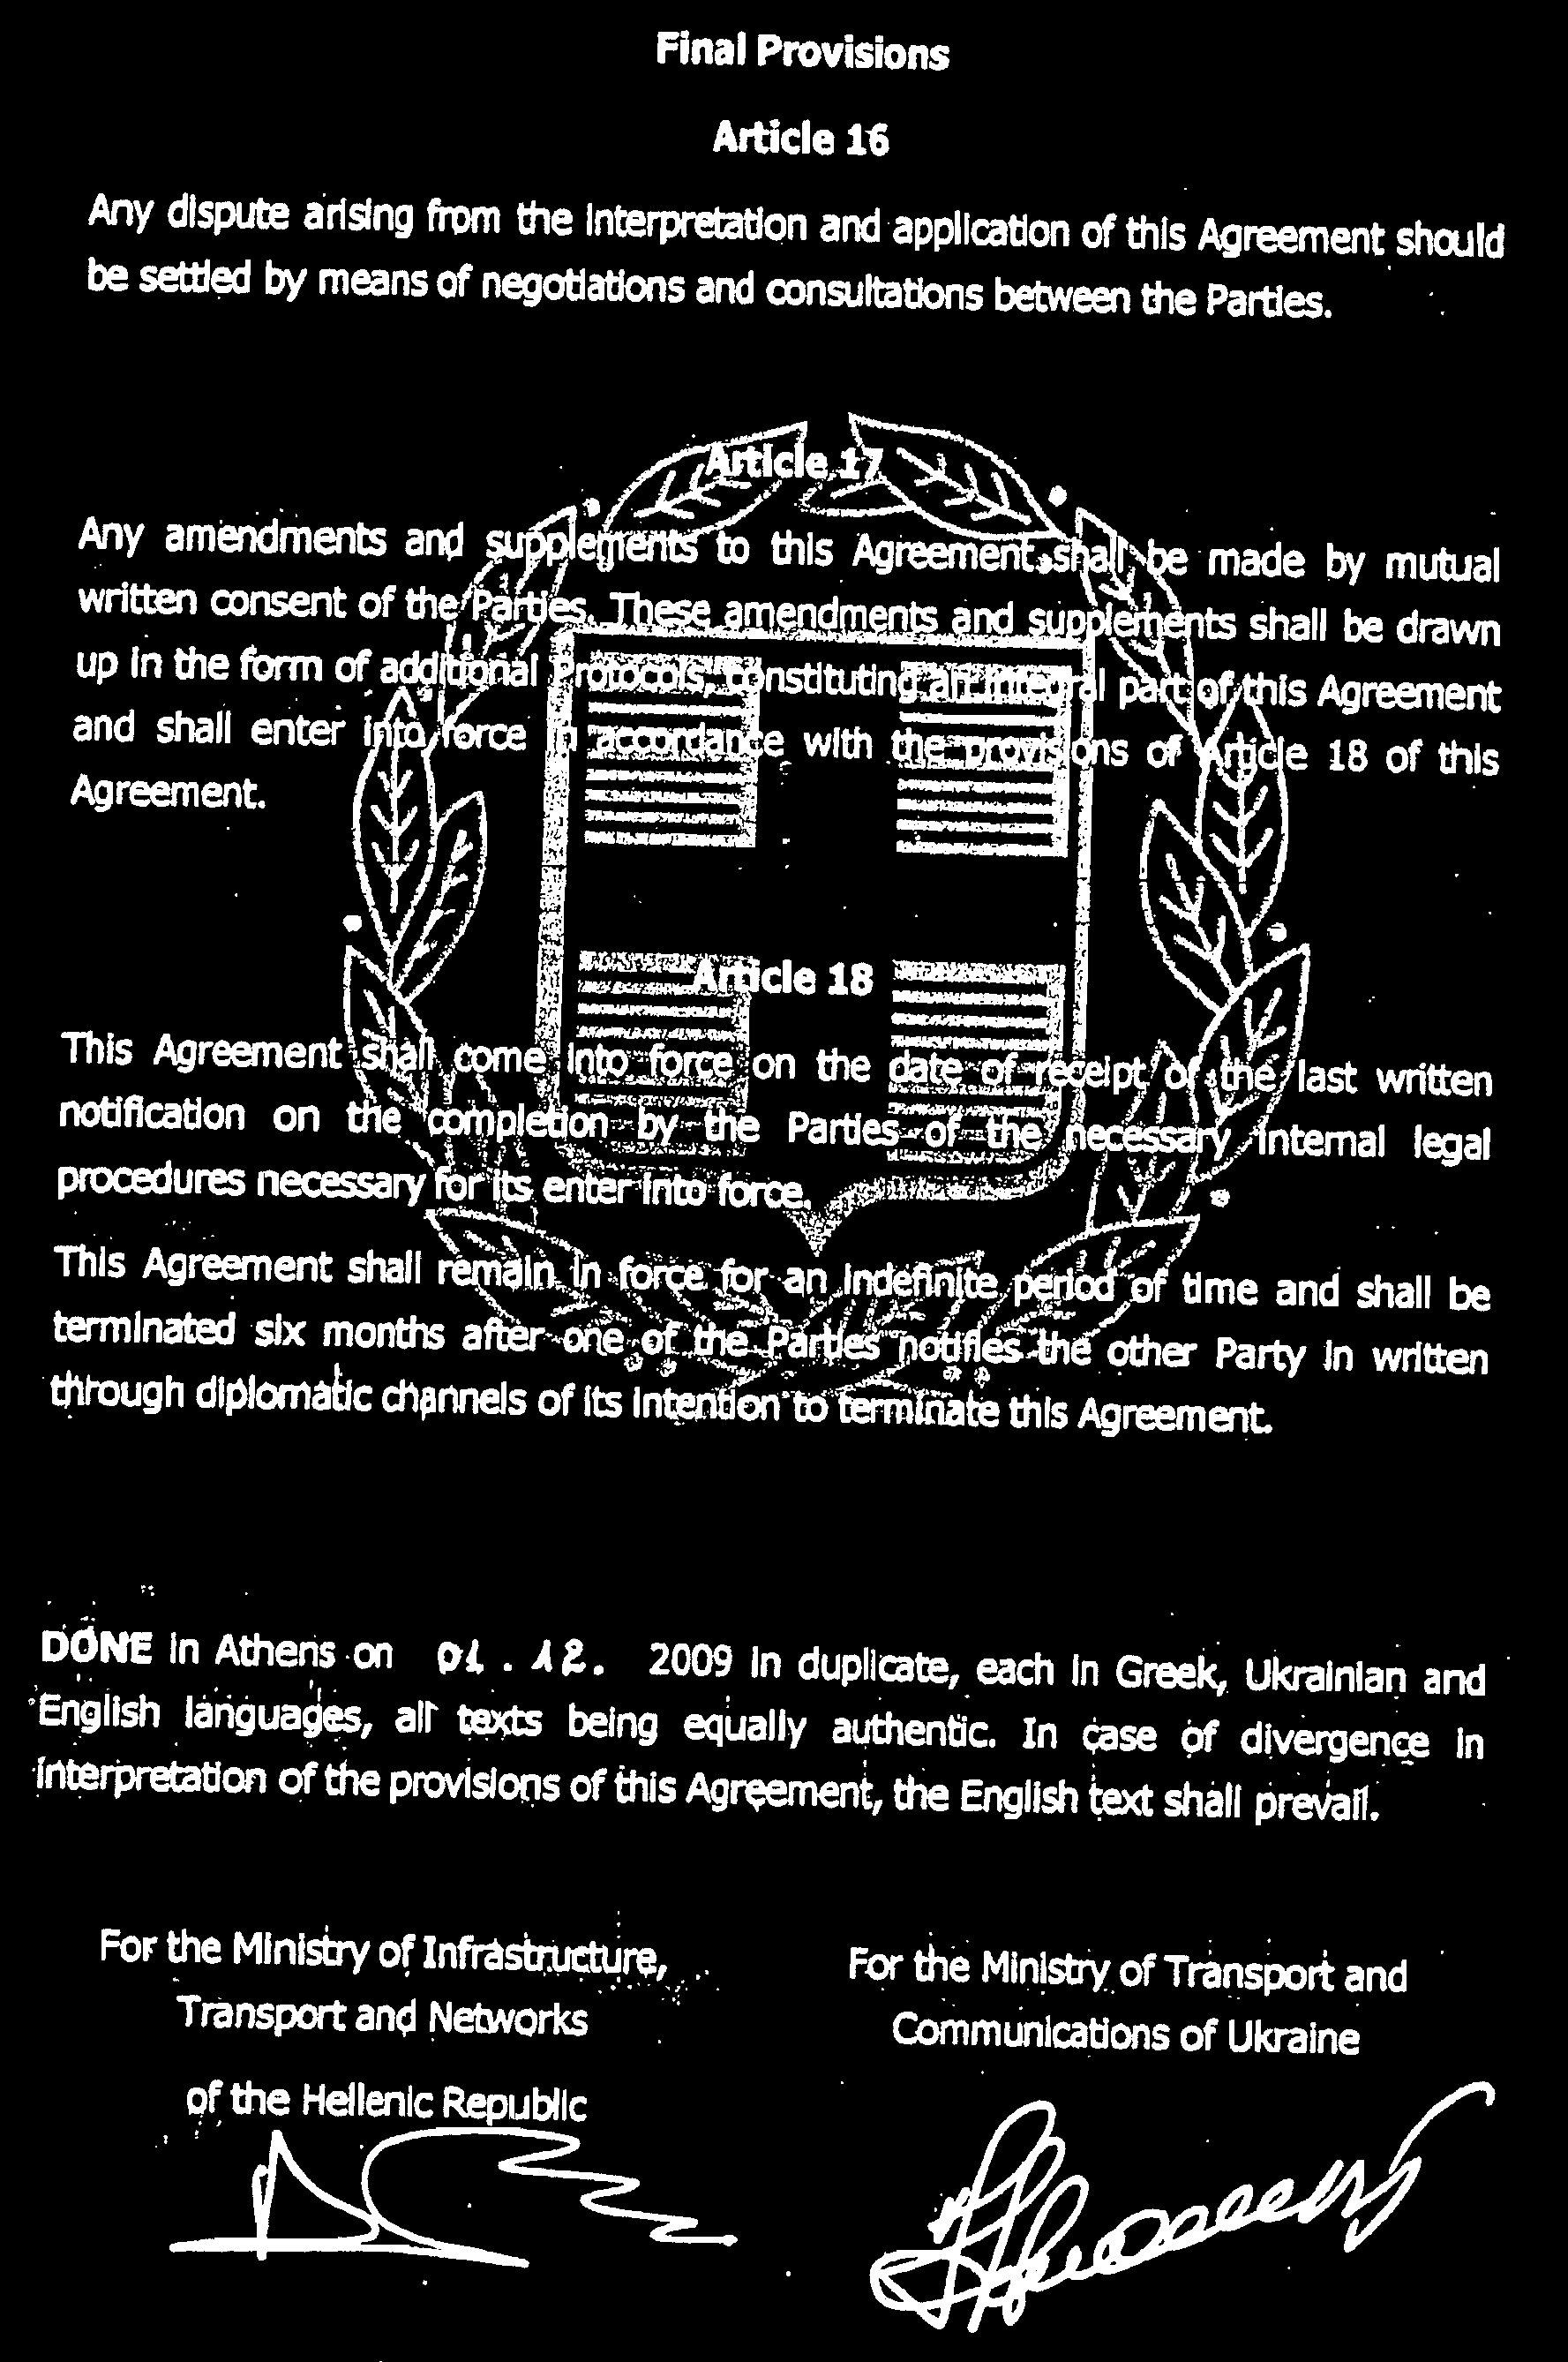 Final Provisions
Article 16
Any dispute arising from the interpretation and application of this Agreement should
be settled by means of negotiations and consultations between the Parties.
Article 17
Any amendments and supplements to this Agreement shall be made by mutual
written consent of the Parties. These amendments and supplements shall be drawn
up in the form of additional Protocols, constituting an integral part of this Agreement
and shall enter into force in accordance with the provisions of Article 18 of this
Agreement.
Article 18
This Agreement shall come into force on the date of receipt of the last written
notification on the completion by the Parties of the necessary internal legal
procedures necessary for its enter into force.
This Agreement shall remain in force for an indefinite period of time and shall be
terminated six months after one of the Parties notifies the other Party in written
through diplomatic channels of its intention to terminate this Agreement.
DONE in Athens on 01.12. 2009 in duplicate, each in Greek, Ukrainian and
English languages, all texts being equally authentic. In case of divergence in
interpretation of the provisions of this Agreement, the English text shall prevail.
For the Ministry of Infrastructure,
Transport and Networks
of the Hellenic Republic
For the Ministry of Transport and
Communications of Ukraine